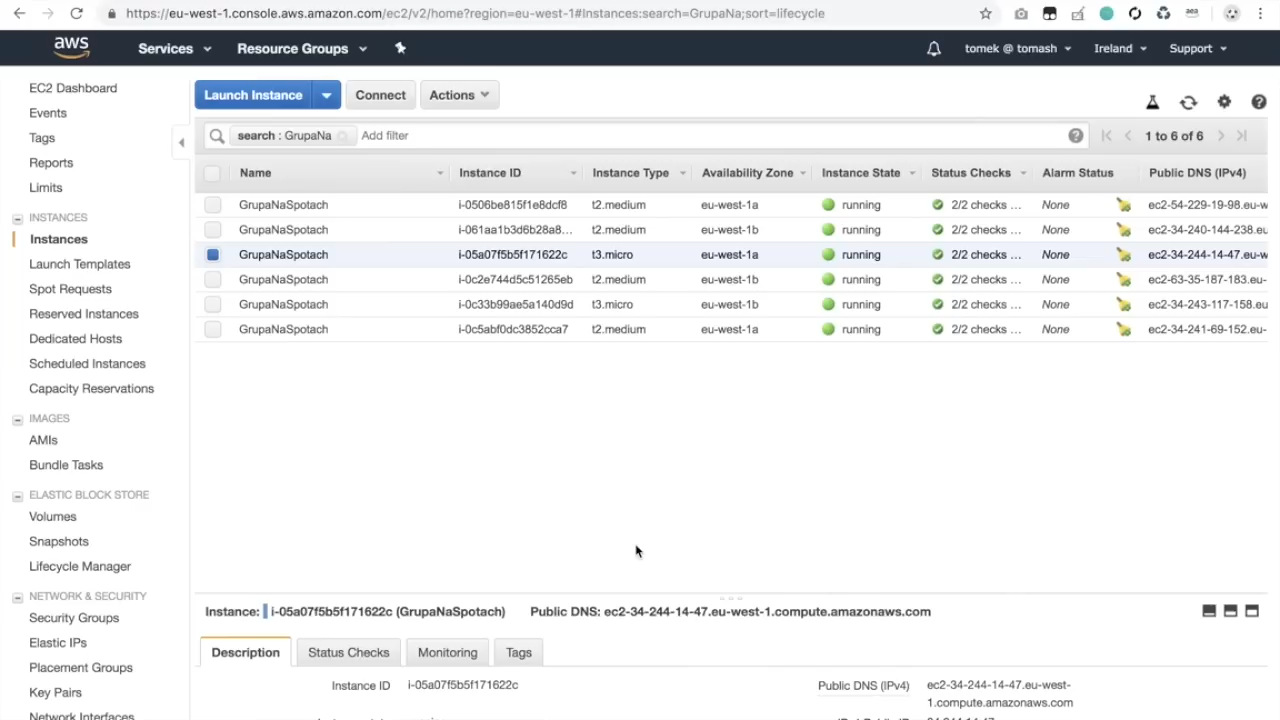 https://eu-west-1.console.aws.amazon.com/ec2/v2/home?region=eu-west-1#Instances:search=GrupaNa;sort=lifecycle
aws Services Resource Groups tomek @ tomash Ireland Support
EC2 Dashboard
Events
Tags
Reports
Limits
INSTANCES
Instances
Launch Templates
Spot Requests
Reserved Instances
Dedicated Hosts
Scheduled Instances
Capacity Reservations
IMAGES
AMIs
Bundle Tasks
ELASTIC BLOCK STORE
Volumes
Snapshots
Lifecycle Manager
NETWORK & SECURITY
Security Groups
Elastic IPs
Placement Groups
Key Pairs
Network Interfaces
Launch Instance Connect Actions
search : GrupaNa Add filter 1 to 6 of 6
Name Instance ID Instance Type Availability Zone Instance State Status Checks Alarm Status Public DNS (IPv4)
GrupaNaSpotach i-0506be815f1e8dcf8 t2.medium eu-west-1a running 2/2 checks ... None ec2-54-229-19-98.eu-w
GrupaNaSpotach i-061aa1b3d6b28a8... t2.medium eu-west-1b running 2/2 checks ... None ec2-34-240-144-238.eu
GrupaNaSpotach i-05a07f5b5f171622c t3.micro eu-west-1a running 2/2 checks ... None ec2-34-244-14-47.eu-w
GrupaNaSpotach i-0c2e744d5c51265eb t2.medium eu-west-1b running 2/2 checks ... None ec2-63-35-187-183.eu-
GrupaNaSpotach i-0c33b99ae5a140d9d t3.micro eu-west-1b running 2/2 checks ... None ec2-34-243-117-158.eu
GrupaNaSpotach i-0c5abf0dc3852cca7 t2.medium eu-west-1a running 2/2 checks ... None ec2-34-241-69-152.eu-
Instance: i-05a07f5b5f171622c (GrupaNaSpotach) Public DNS: ec2-34-244-14-47.eu-west-1.compute.amazonaws.com
Description Status Checks Monitoring Tags
Instance ID i-05a07f5b5f171622c Public DNS (IPv4) ec2-34-244-14-47.eu-west-
1.compute.amazonaws.com